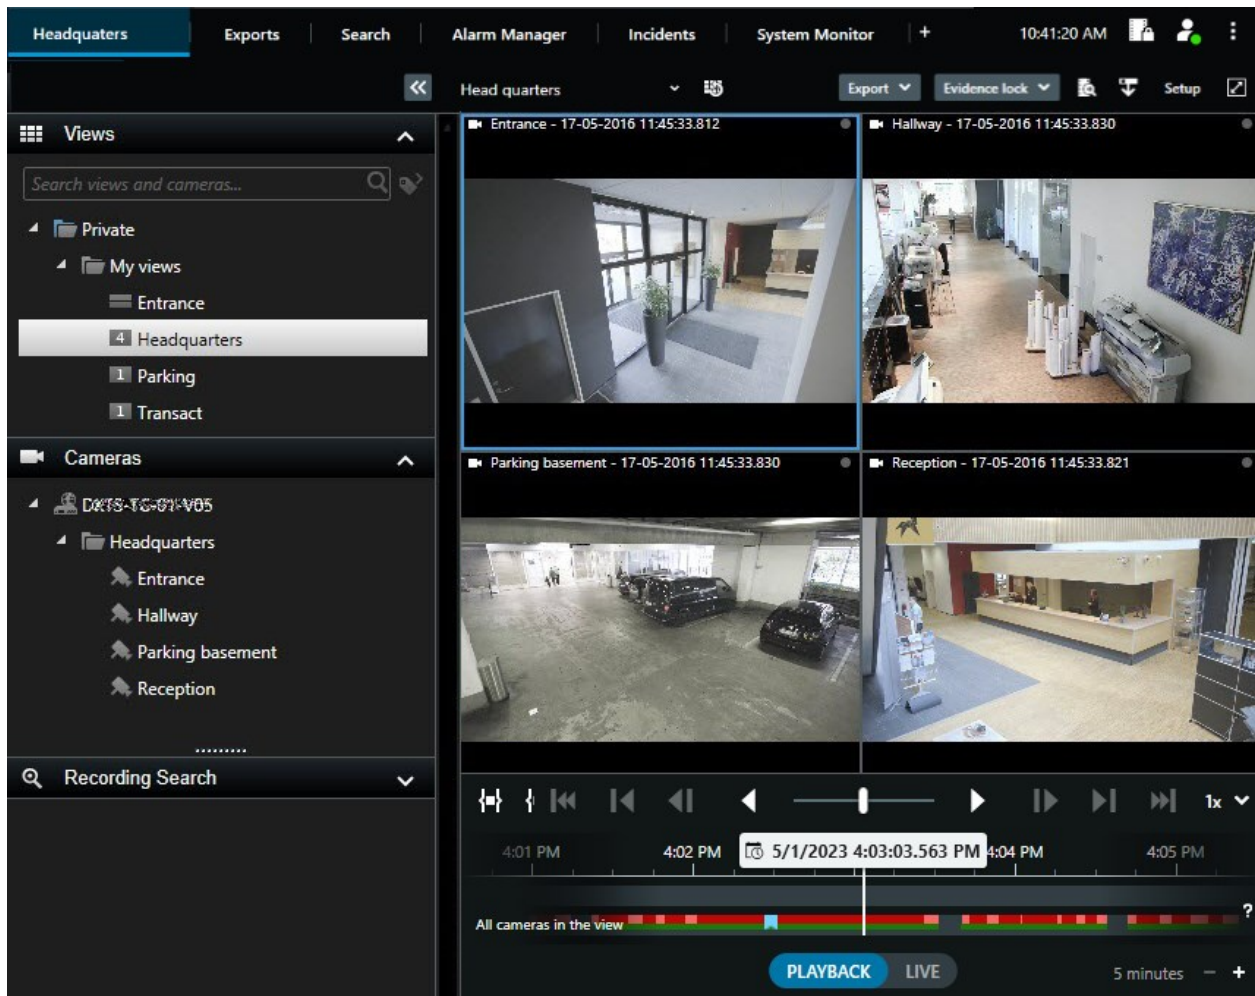 Headquaters
Exports
Search
Alarm Manager
Incidents
System Monitor
+
10:41:20 AM
Head quarters
Export
Evidence lock
Setup
Views
Search views and cameras...
Private
My views
Entrance
4 Headquarters
1 Parking
1 Transact
Cameras
Headquarters
Entrance
Hallway
Parking basement
Reception
Recording Search
Entrance - 17-05-2016 11:45:33.812
Hallway - 17-05-2016 11:45:33.830
Parking basement - 17-05-2016 11:45:33.830
Reception - 17-05-2016 11:45:33.821
1x
4:01 PM
4:02 PM
5/1/2023 4:03:03.563 PM
4:04 PM
4:05 PM
All cameras in the view
?
PLAYBACK
LIVE
5 minutes − +